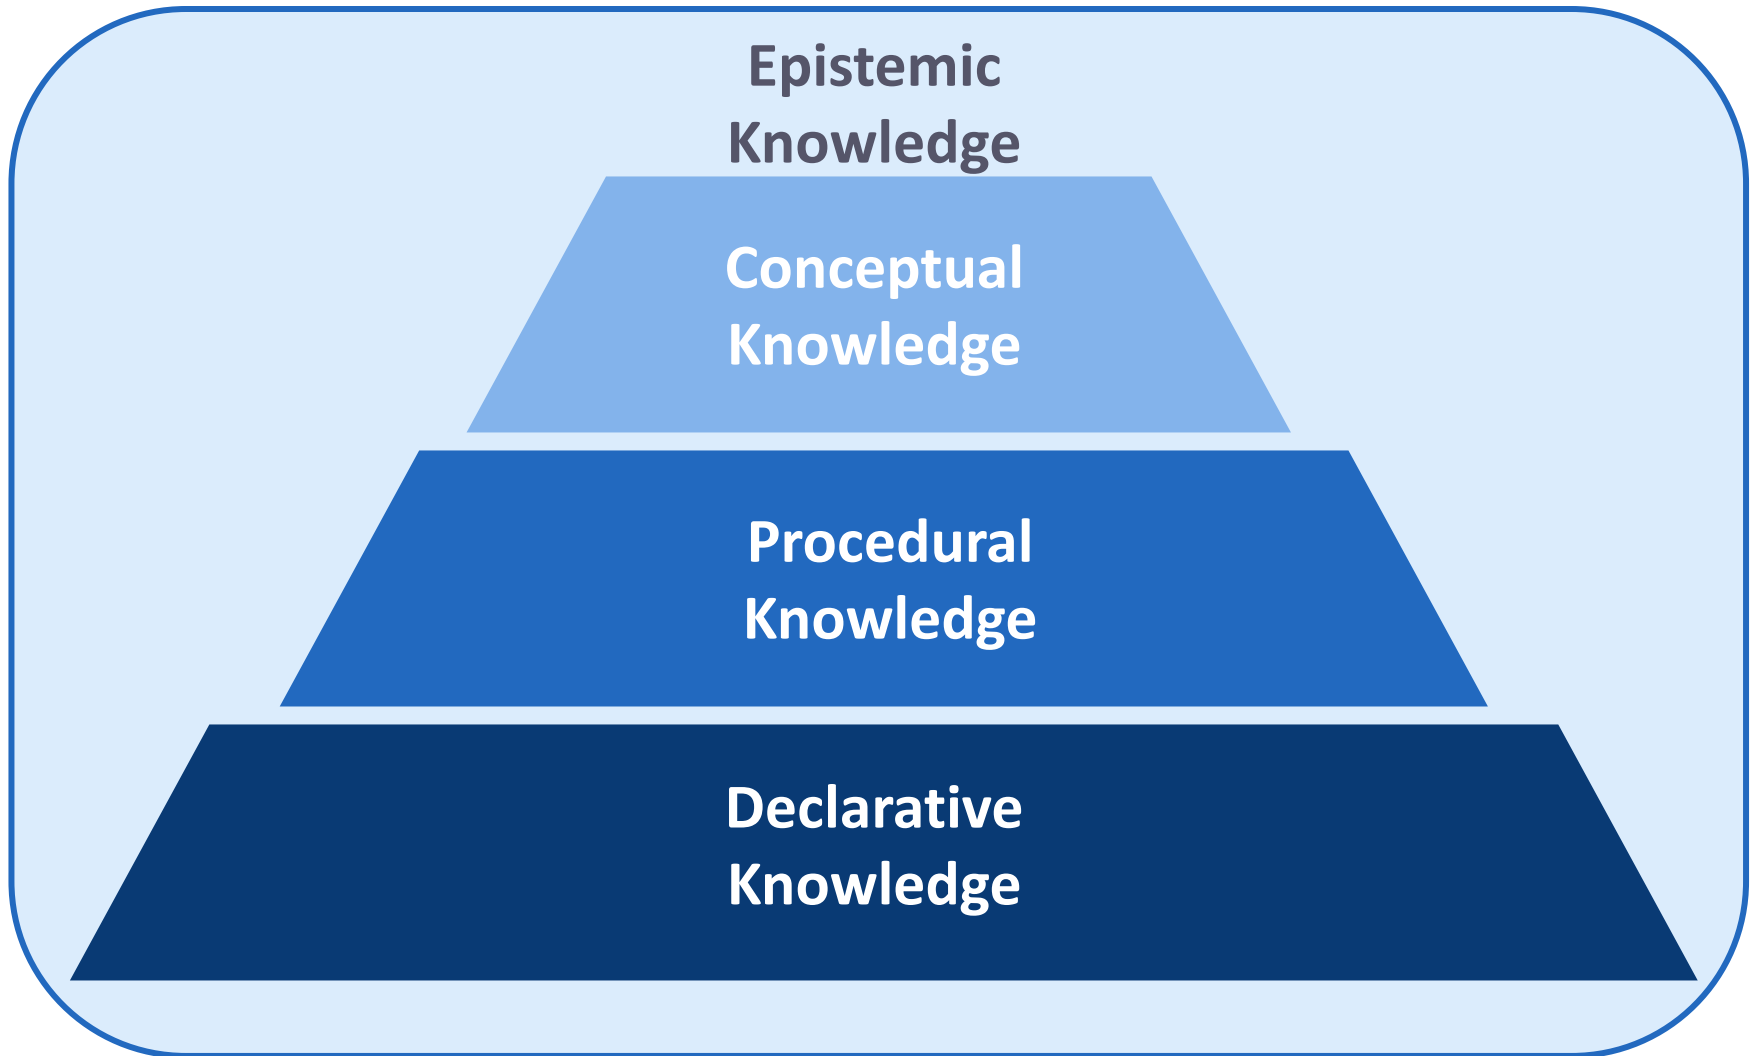 Epistemic
Knowledge
Conceptual
Knowledge
Procedural
Knowledge
Declarative
Knowledge